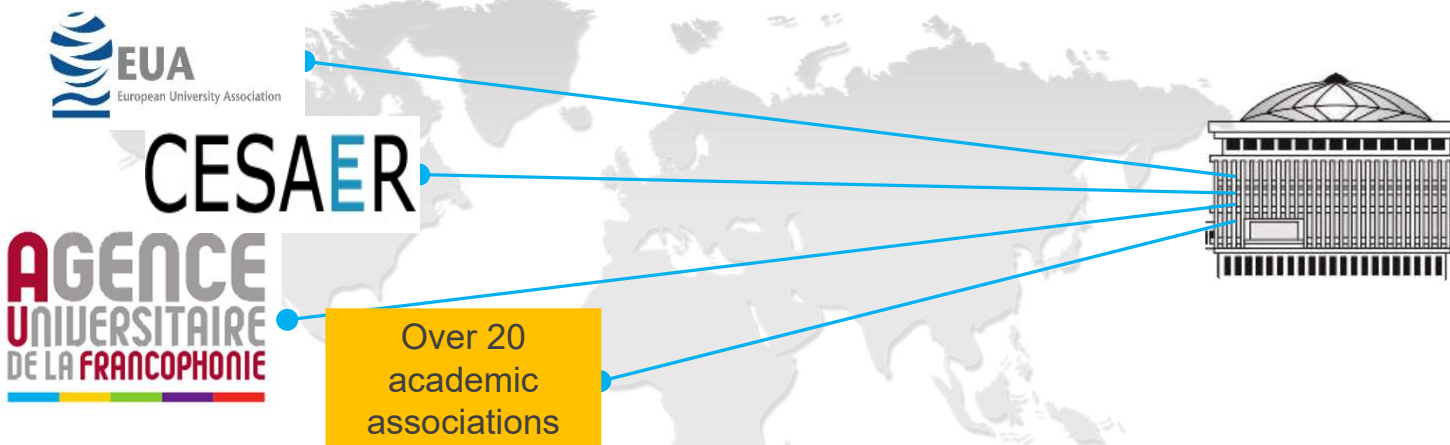 EUA
European University Association
CESAER
AGENCE
UNIVERSITAIRE
DE LA FRANCOPHONIE
Over 20
academic
associations